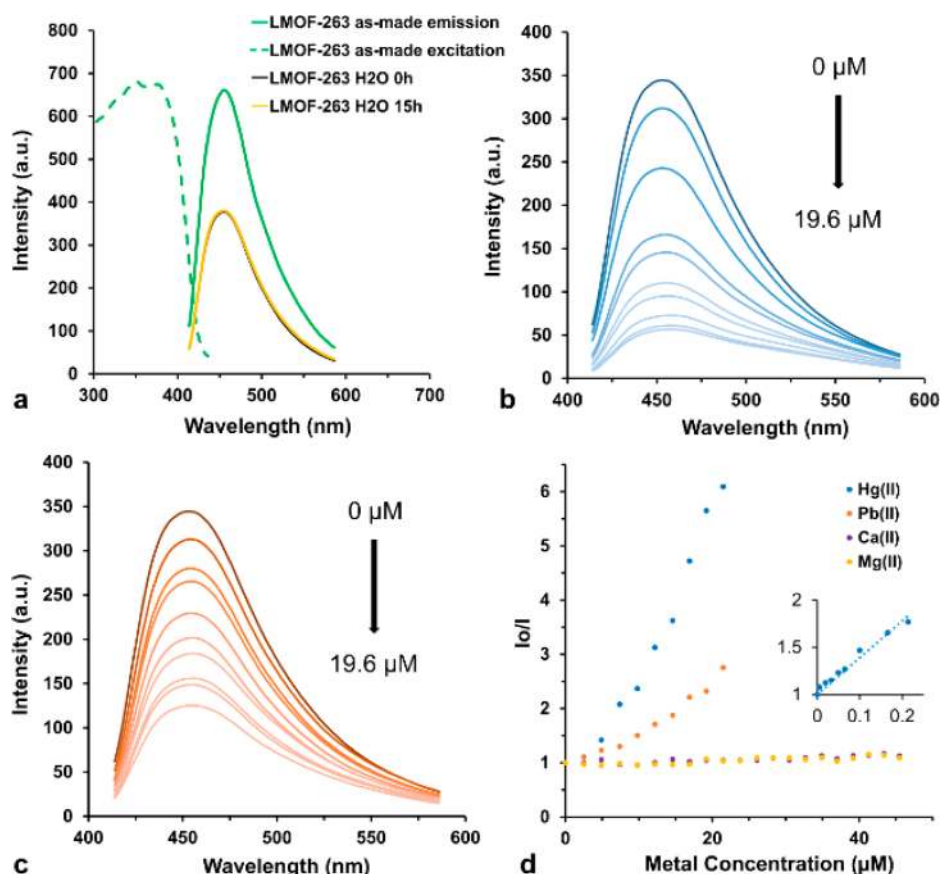 LMOF-263 as-made emission
LMOF-263 as-made excitation
LMOF-263 H2O 0h
LMOF-263 H2O 15h
800
700
600
500
400
300
200
100
0
Intensity (a.u.)
300 400 500 600 700
Wavelength (nm)
a
400
350
300
250
200
150
100
50
0
Intensity (a.u.)
0 µM
19.6 µM
400 450 500 550 600
Wavelength (nm)
b
400
350
300
250
200
150
100
50
0
Intensity (a.u.)
0 µM
19.6 µM
400 450 500 550 600
Wavelength (nm)
c
6
5
4
3
2
1
0
Io/I
Hg(II)
Pb(II)
Ca(II)
Mg(II)
2
1.5
1
0 0.1 0.2
0 20 40
Metal Concentration (µM)
d